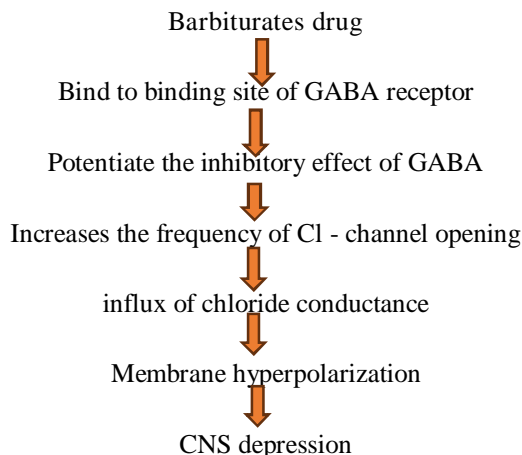 Barbiturates drug
Bind to binding site of GABA receptor
Potentiate the inhibitory effect of GABA
Increases the frequency of Cl - channel opening
influx of chloride conductance
Membrane hyperpolarization
CNS depression